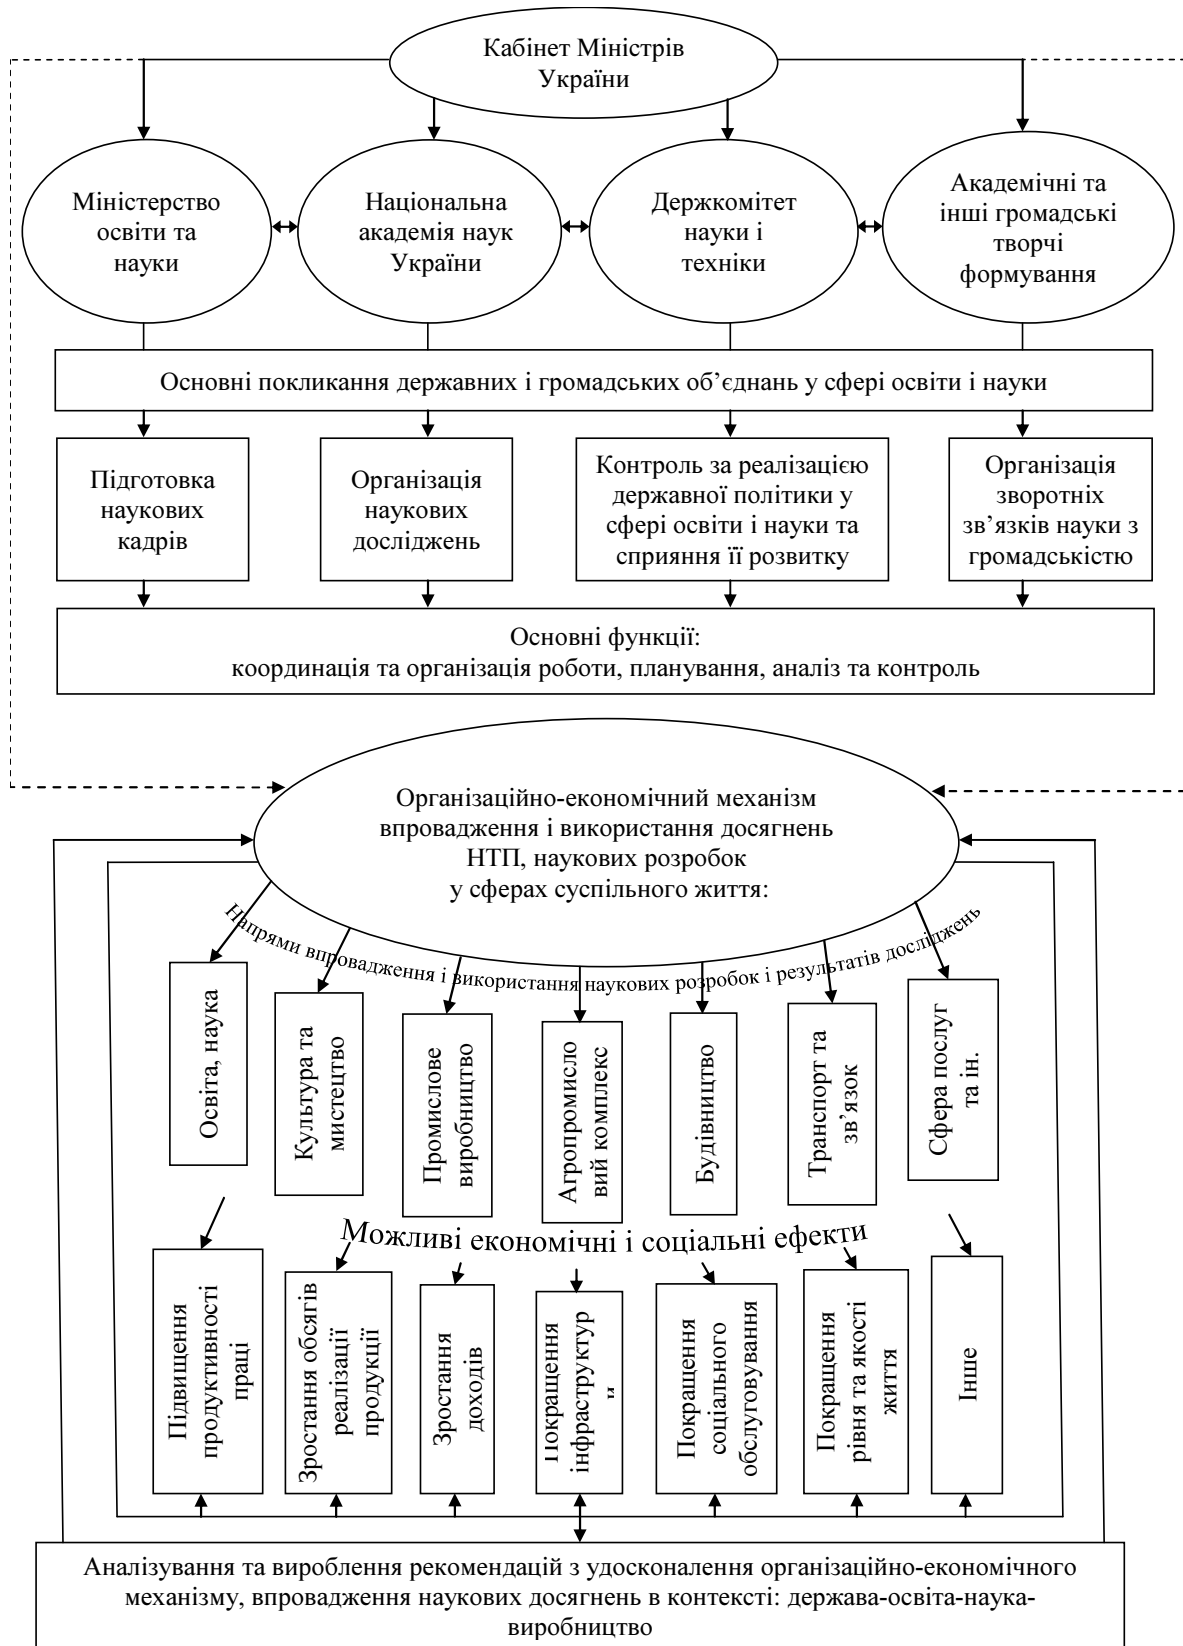 Кабінет Міністрів
України
Міністерство
освіти та
науки
Національна
академія наук
України
Держкомітет
науки і
техніки
Академічні та
інші громадські
творчі
формування
Основні покликання державних і громадських об’єднань у сфері освіти і науки
Підготовка
наукових
кадрів
Організація
наукових
досліджень
Контроль за реалізацією
державної політики у
сфері освіти і науки та
сприяння її розвитку
Організація
зворотніх
зв’язків науки з
громадськістю
Основні функції:
координація та організація роботи, планування, аналіз та контроль
Організаційно-економічний механізм
впровадження і використання досягнень
НТП, наукових розробок
у сферах суспільного життя:
Напрями впровадження і використання наукових розробок і результатів досліджень
Освіта, наука
Культура та
мистецтво
Промислове
виробництво
Агропромисло
вий комплекс
Будівництво
Транспорт та
зв’язок
Сфера послуг
та ін.
Можливі економічні і соціальні ефекти
Підвищення
продуктивності
праці
Зростання обсягів
реалізації
продукції
Зростання
доходів
Покращення
інфраструктур
и
Покращення
соціального
обслуговування
Покращення
рівня та якості
життя
Інше
Аналізування та вироблення рекомендацій з удосконалення організаційно-економічного
механізму, впровадження наукових досягнень в контексті: держава-освіта-наука-
виробництво